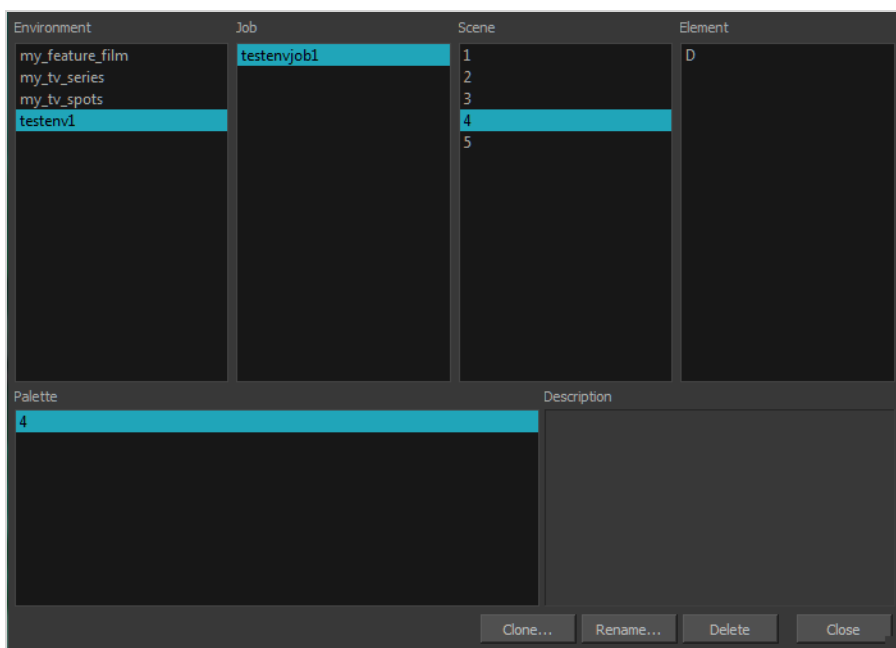 Environment Job Scene Element
my_feature_film testenvjob1 1 D
my_tv_series 2
my_tv_spots 3
testenv1 4
5
Palette Description
4
Clone... Rename... Delete Close